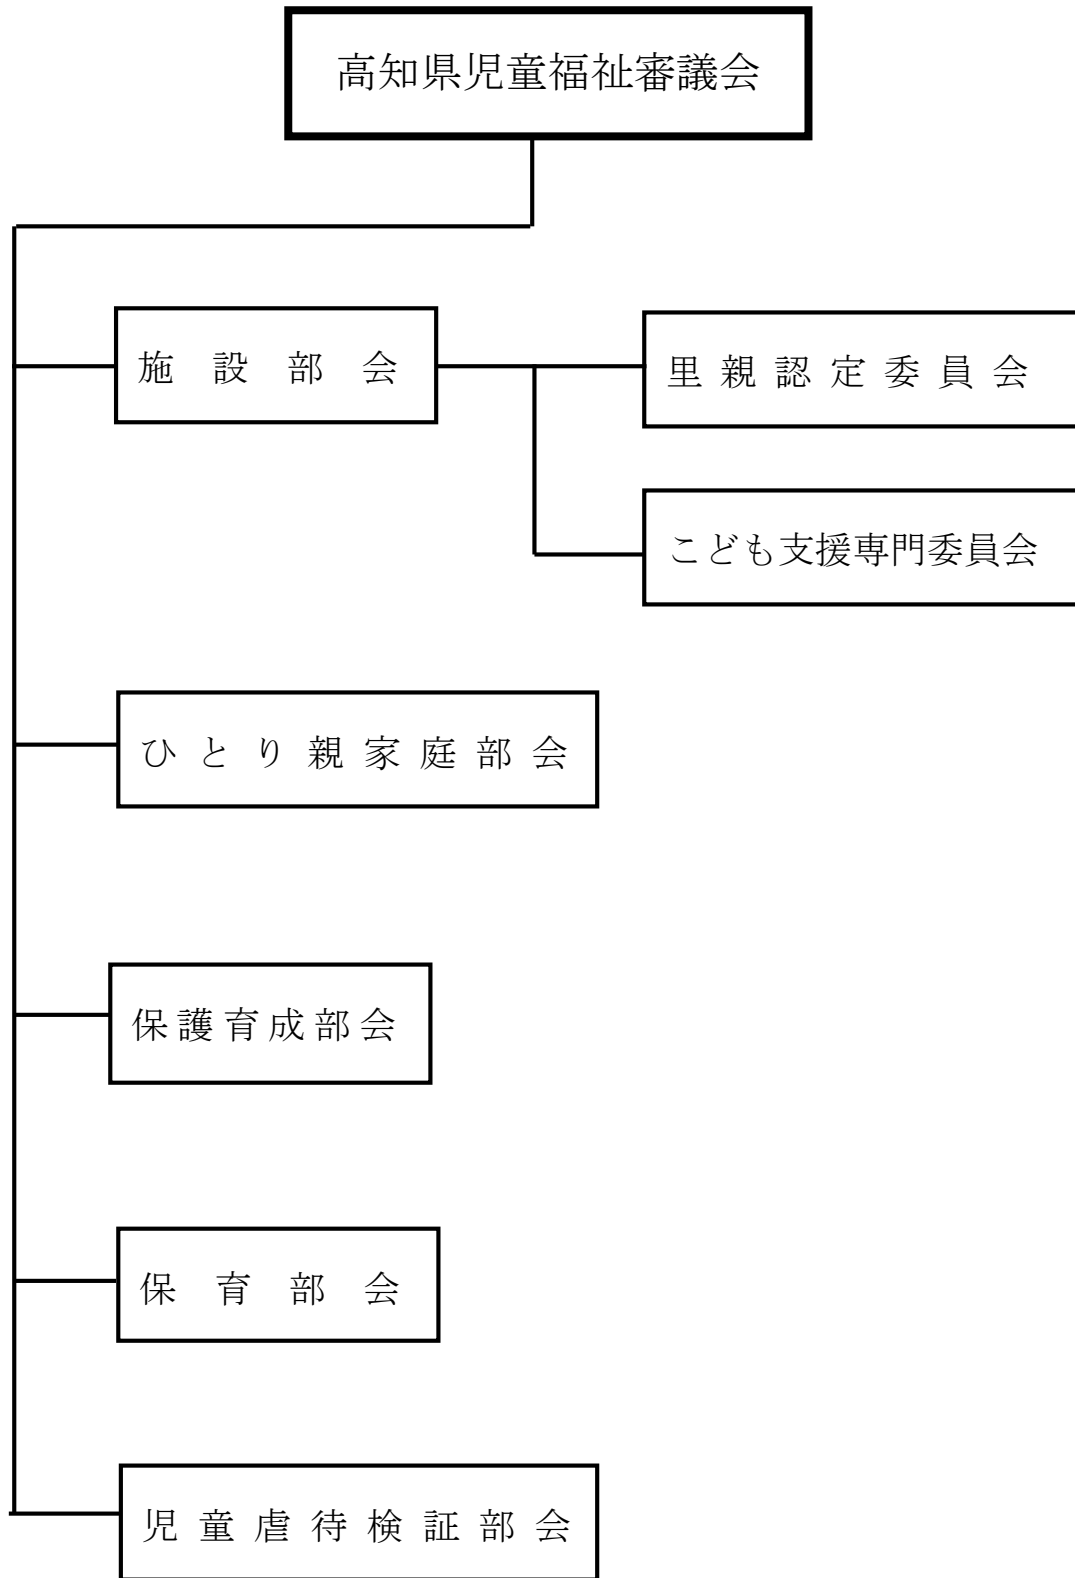 高知県児童福祉審議会
施設部会
里親認定委員会
こども支援専門委員会
ひとり親家庭部会
保護育成部会
保育部会
児童虐待検証部会